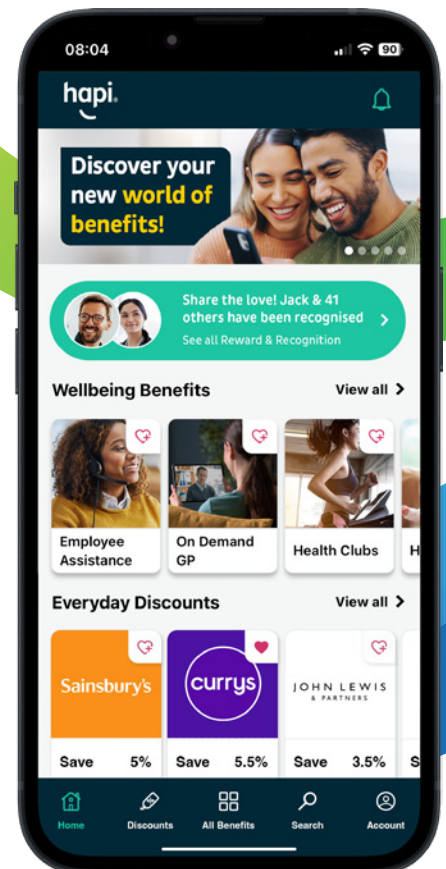 08:04
90
hapi
Discover your
new world of
benefits!
Share the love! Jack & 41
others have been recognised
See all Reward & Recognition
Wellbeing Benefits
View all
Employee
Assistance
On Demand
GP
Health Clubs
H
Everyday Discounts
View all
Sainsbury's
currys
JOHN LEWIS
& PARTNERS
Save 5%
Save 5.5%
Save 3.5%
S
Home
Discounts
All Benefits
Search
Account